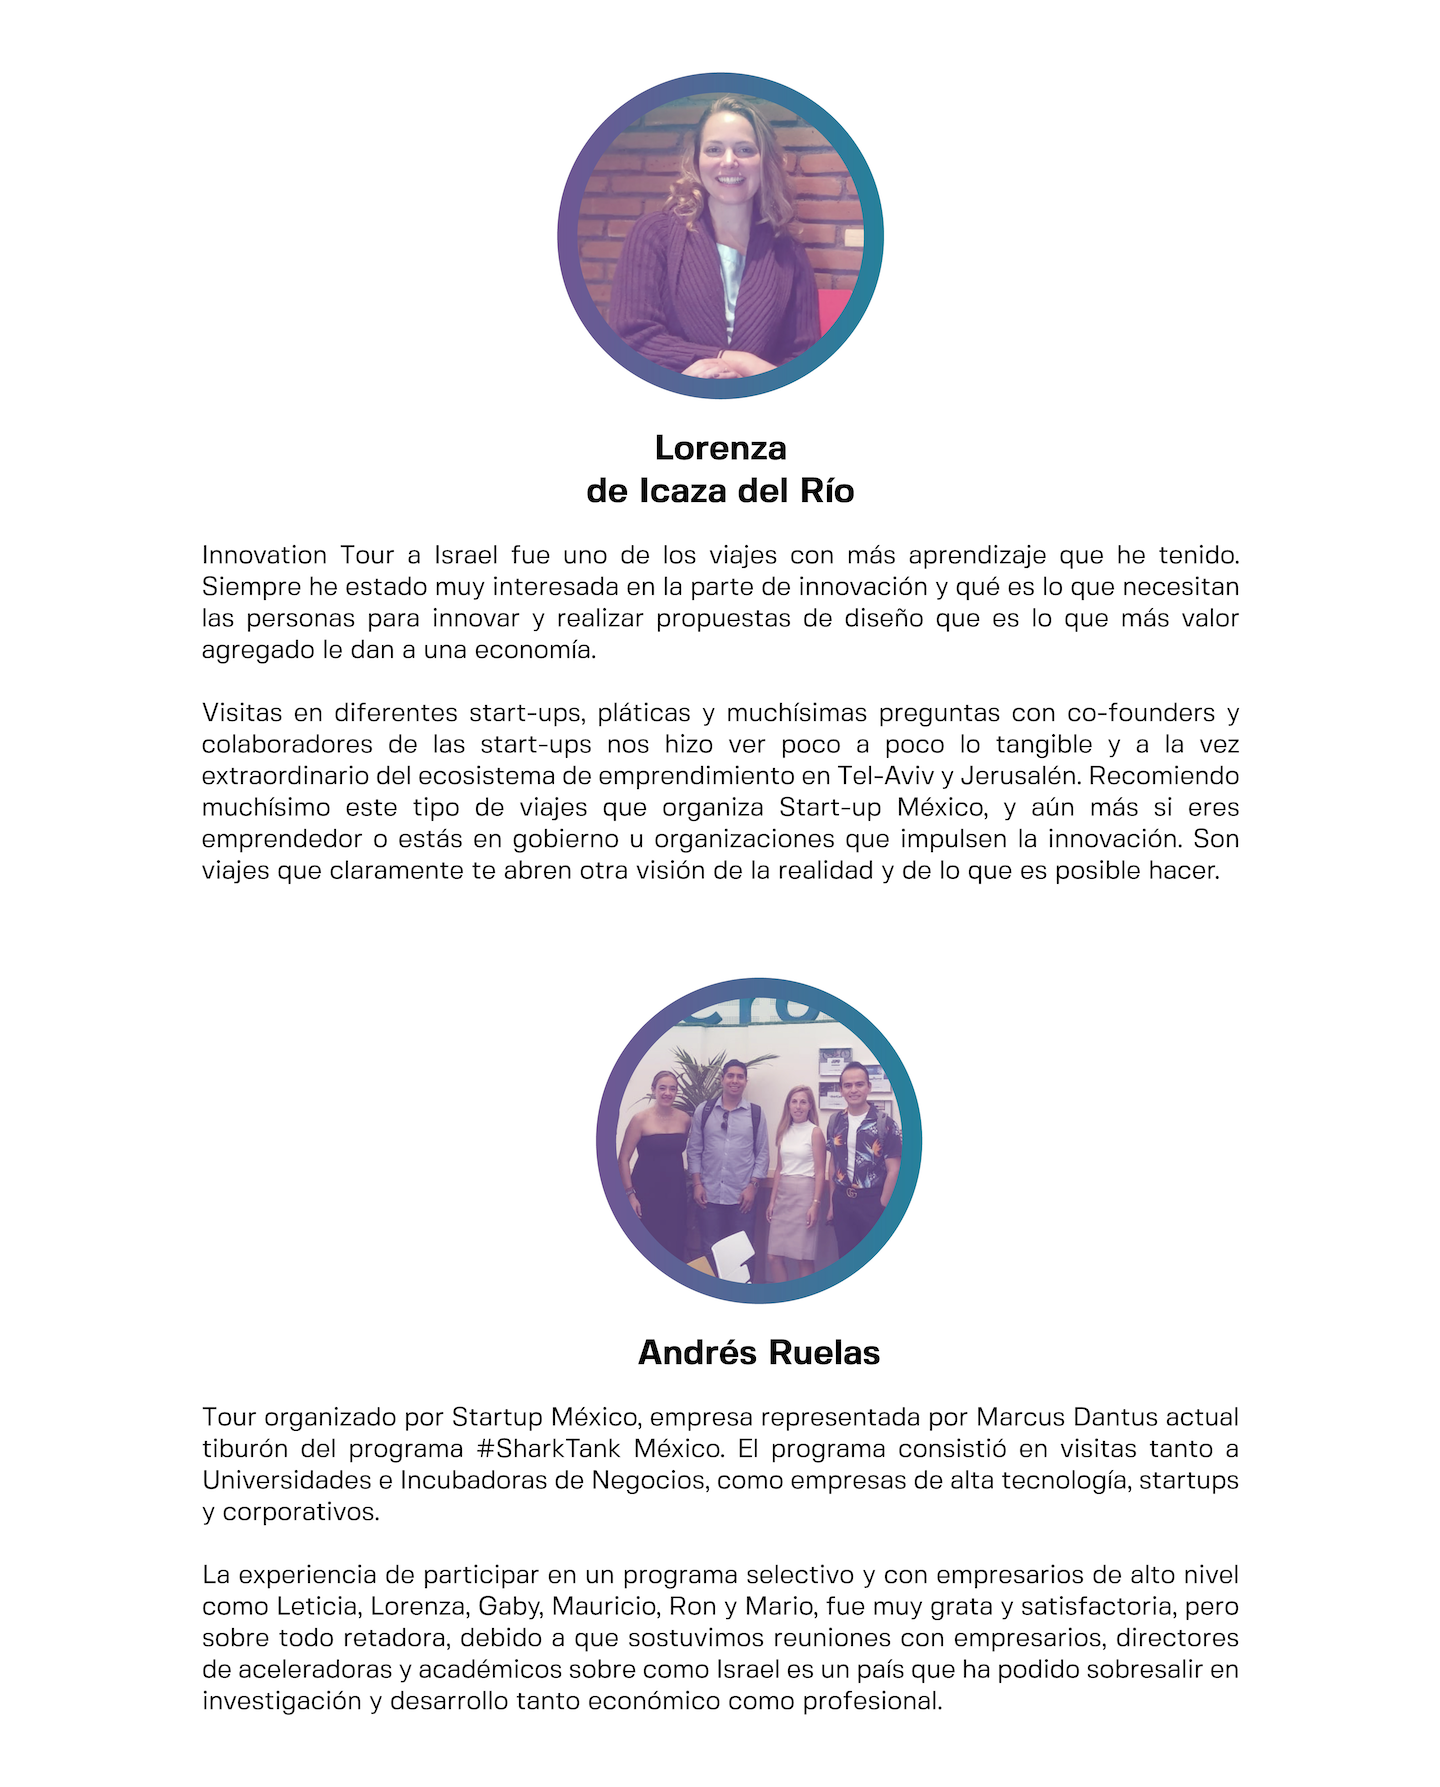 Lorenza
de Icaza del Río
Innovation Tour a Israel fue uno de los viajes con más aprendizaje que he tenido.
Siempre he estado muy interesada en la parte de innovación y qué es lo que necesitan
las personas para innovar y realizar propuestas de diseño que es lo que más valor
agregado le dan a una economía.
Visitas en diferentes start-ups, pláticas y muchísimas preguntas con co-founders y
colaboradores de las start-ups nos hizo ver poco a poco lo tangible y a la vez
extraordinario del ecosistema de emprendimiento en Tel-Aviv y Jerusalén. Recomiendo
muchísimo este tipo de viajes que organiza Start-up México, y aún más si eres
emprendedor o estás en gobierno u organizaciones que impulsen la innovación. Son
viajes que claramente te abren otra visión de la realidad y de lo que es posible hacer.
Andrés Ruelas
Tour organizado por Startup México, empresa representada por Marcus Dantus actual
tiburón del programa #SharkTank México. El programa consistió en visitas tanto a
Universidades e Incubadoras de Negocios, como empresas de alta tecnología, startups
y corporativos.
La experiencia de participar en un programa selectivo y con empresarios de alto nivel
como Leticia, Lorenza, Gaby, Mauricio, Ron y Mario, fue muy grata y satisfactoria, pero
sobre todo retadora, debido a que sostuvimos reuniones con empresarios, directores
de aceleradoras y académicos sobre como Israel es un país que ha podido sobresalir en
investigación y desarrollo tanto económico como profesional.